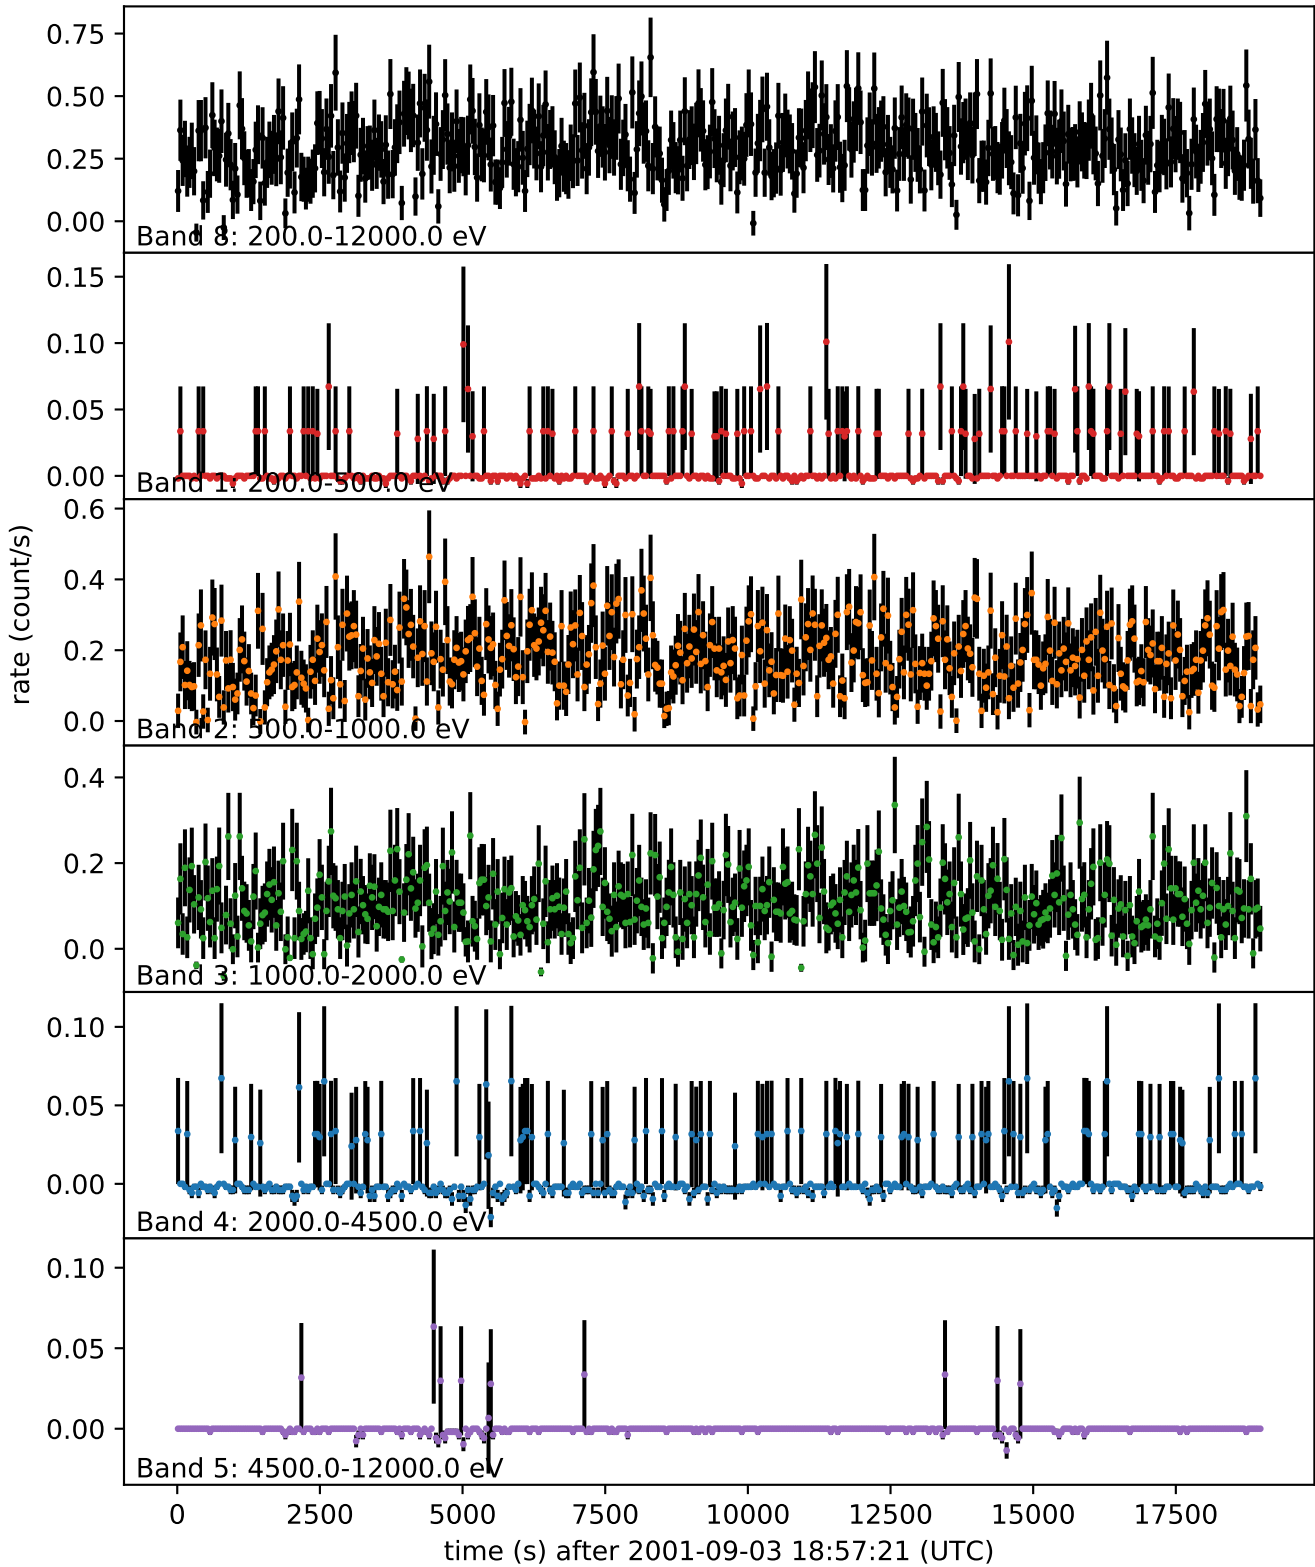 0.75
0.50
0.25
0.00
Band 8: 200.0-12000.0 eV
0.15
0.10
0.05
0.00
Band 1: 200.0-500.0 eV
0.6
0.4
0.2
0.0
Band 2: 500.0-1000.0 eV
rate (count/s)
0.4
0.2
0.0
Band 3: 1000.0-2000.0 eV
0.10
0.05
0.00
Band 4: 2000.0-4500.0 eV
0.10
0.05
0.00
Band 5: 4500.0-12000.0 eV
0 2500 5000 7500 10000 12500 15000 17500
time (s) after 2001-09-03 18:57:21 (UTC)